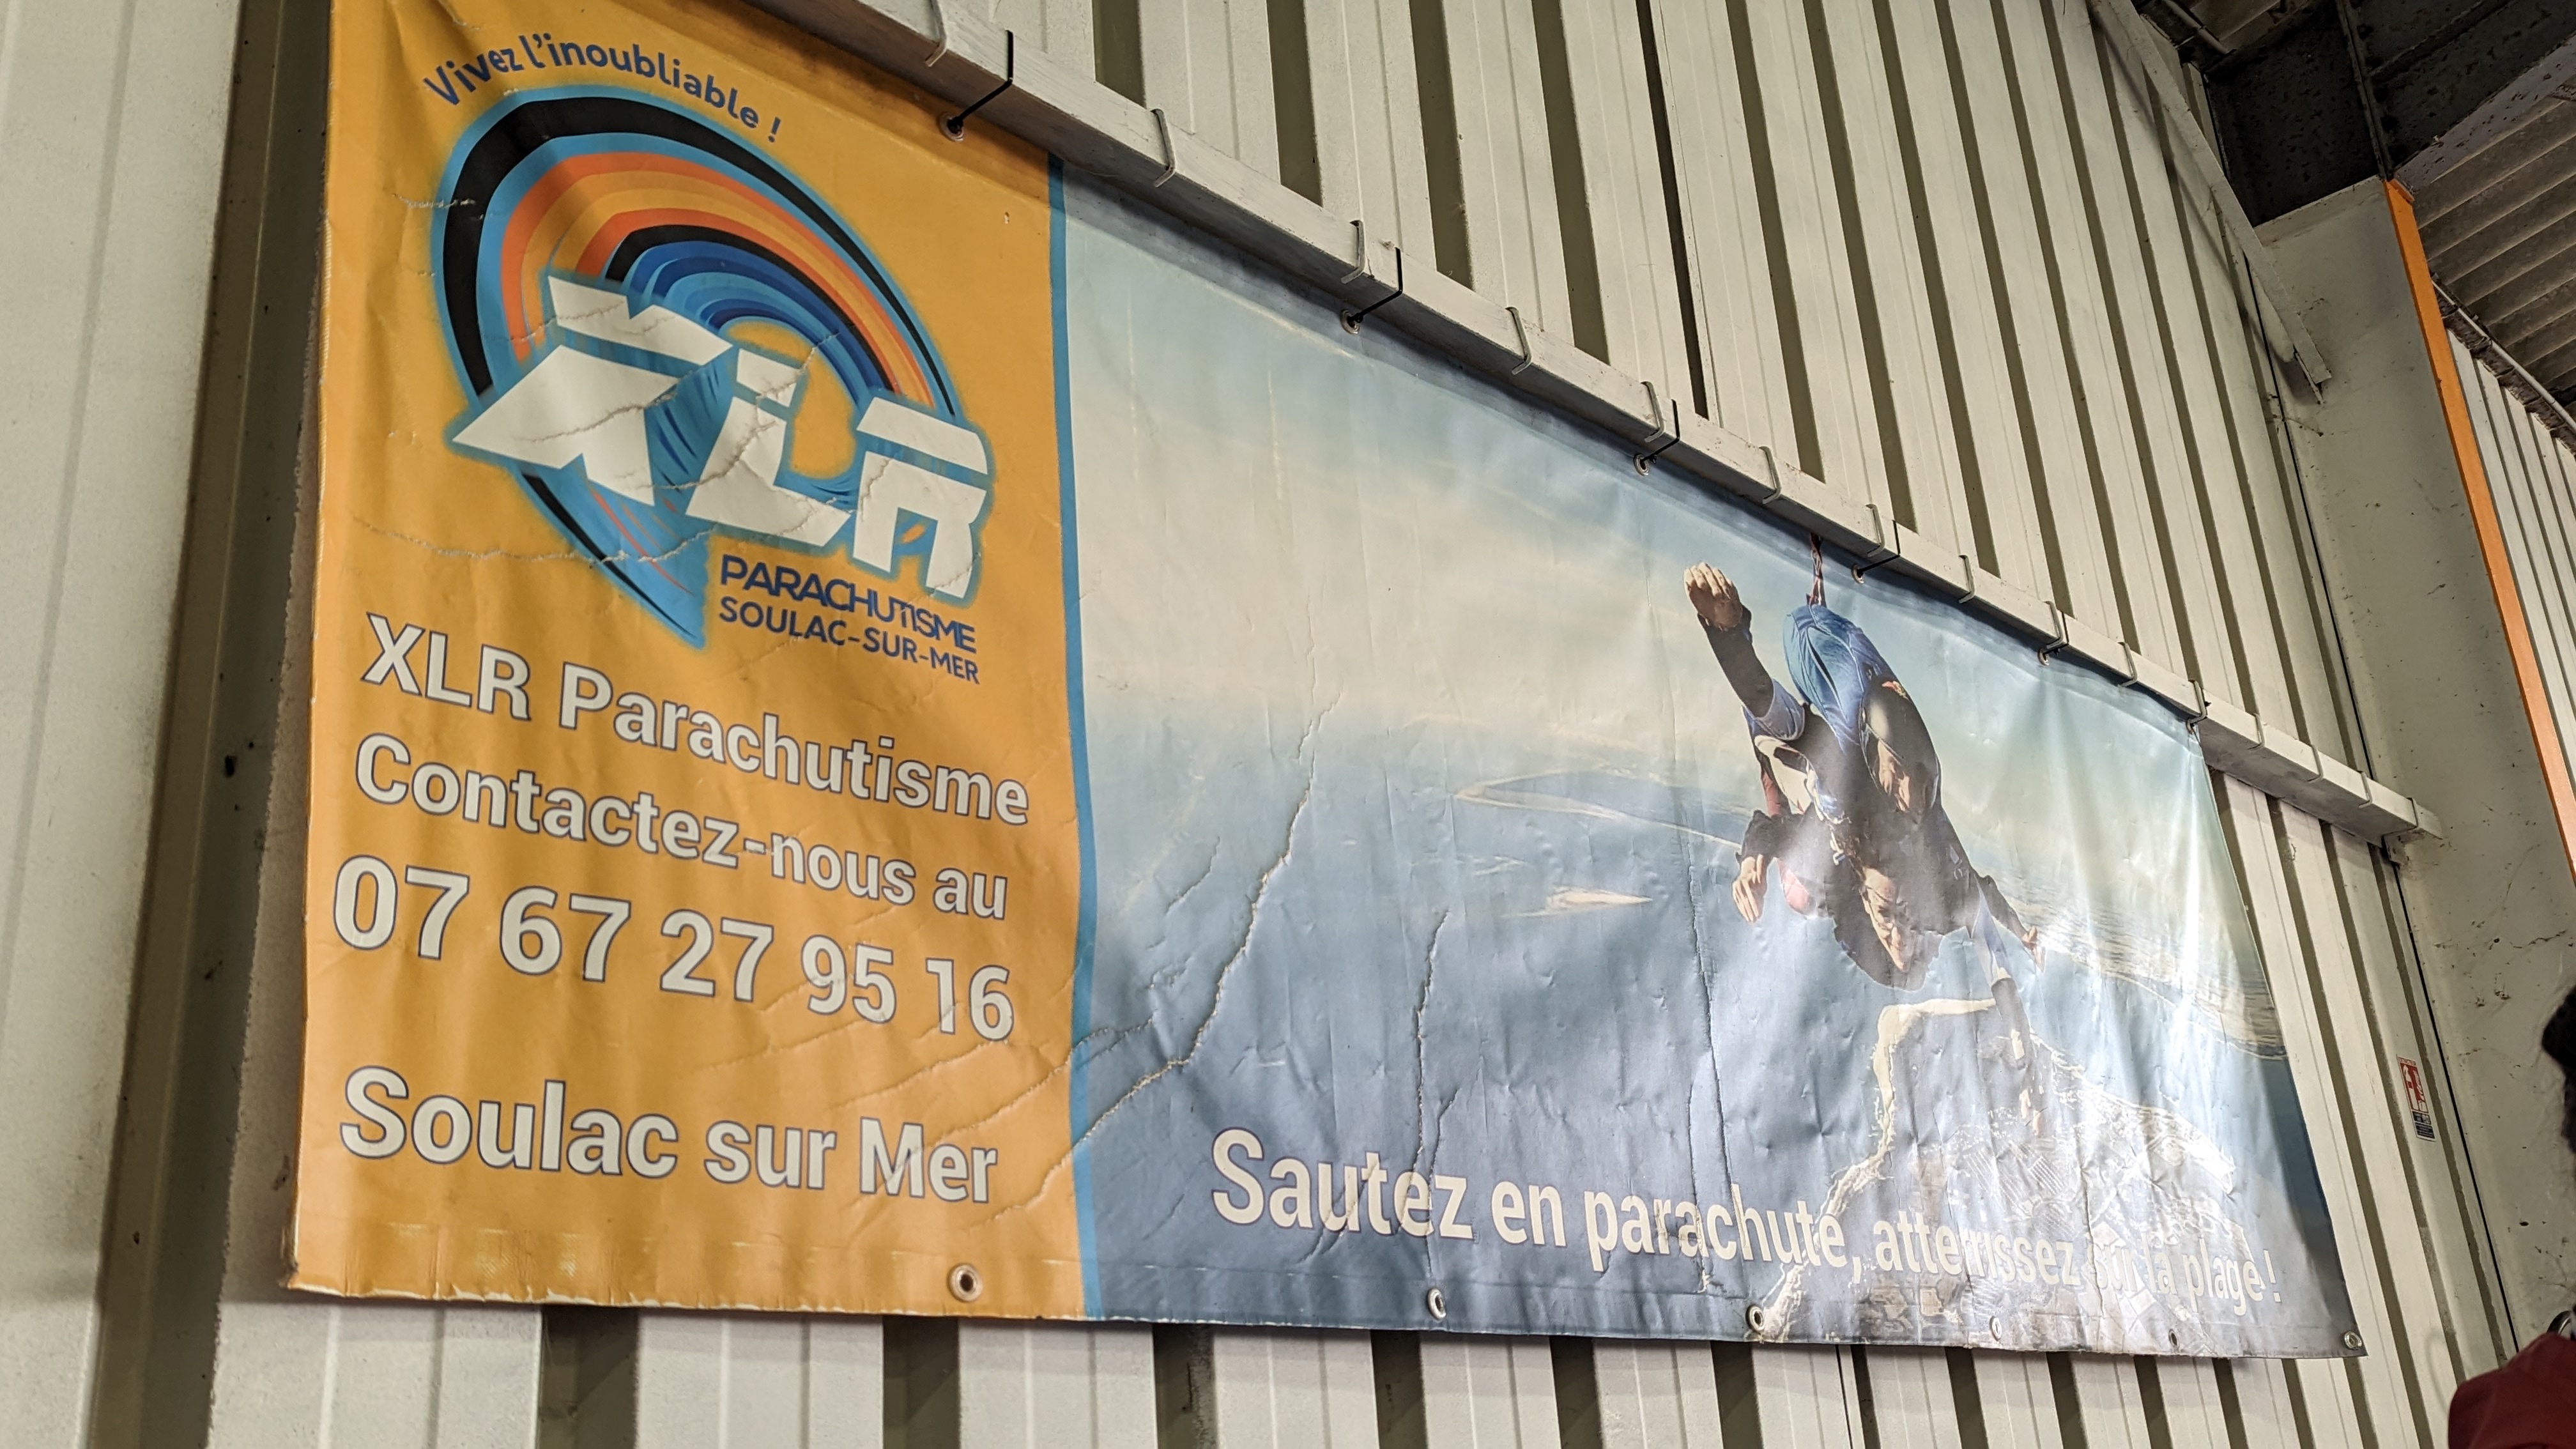 Vivez l'inoubliable !
XLR
PARACHUTISME
SOULAC-SUR-MER
XLR Parachutisme
Contactez-nous au
07 67 27 95 16
Soulac sur Mer
Sautez en parachute, atterrissez sur la plage !